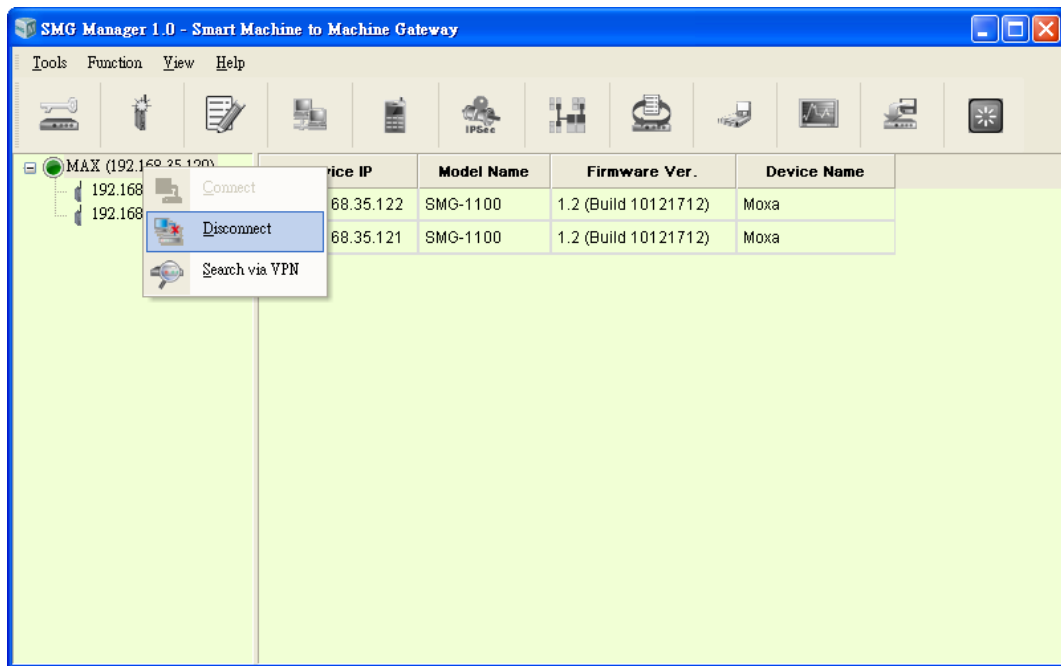 SMG Manager 1.0 - Smart Machine to Machine Gateway
Tools Function View Help
IPSec
MAX (192.168.35.120)
192.168
192.168
Connect
Disconnect
Search via VPN
vice IP Model Name Firmware Ver. Device Name
68.35.122 SMG-1100 1.2 (Build 10121712) Moxa
68.35.121 SMG-1100 1.2 (Build 10121712) Moxa